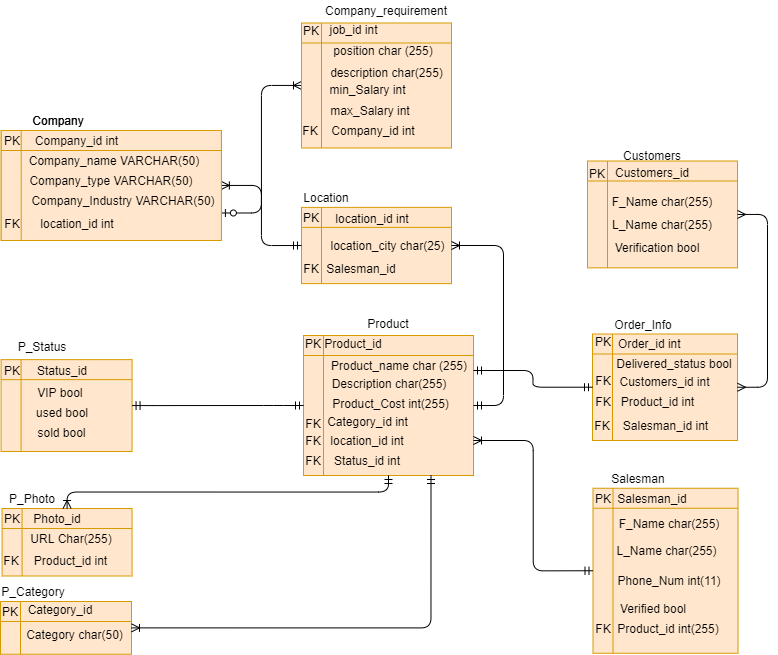 Company_requirement
PK job_id int
position char (255)
description char(255)
min_Salary int
max_Salary int
FK Company_id int
Company
PK Company_id int
Company_name VARCHAR(50)
Company_type VARCHAR(50)
Company_Industry VARCHAR(50)
FK location_id int
Location
PK location_id int
location_city char(25)
FK Salesman_id
Customers
PK Customers_id
F_Name char(255)
L_Name char(255)
Verification bool
Product
PK Product_id
Product_name char (255)
Description char(255)
Product_Cost int(255)
FK Category_id int
FK location_id int
FK Status_id int
Order_Info
PK Order_id int
Delivered_status bool
FK Customers_id int
FK Product_id int
FK Salesman_id int
P_Status
PK Status_id
VIP bool
used bool
sold bool
P_Photo
PK Photo_id
URL Char(255)
FK Product_id int
P_Category
PK Category_id
Category char(50)
Salesman
PK Salesman_id
F_Name char(255)
L_Name char(255)
Phone_Num int(11)
Verified bool
FK Product_id int(255)